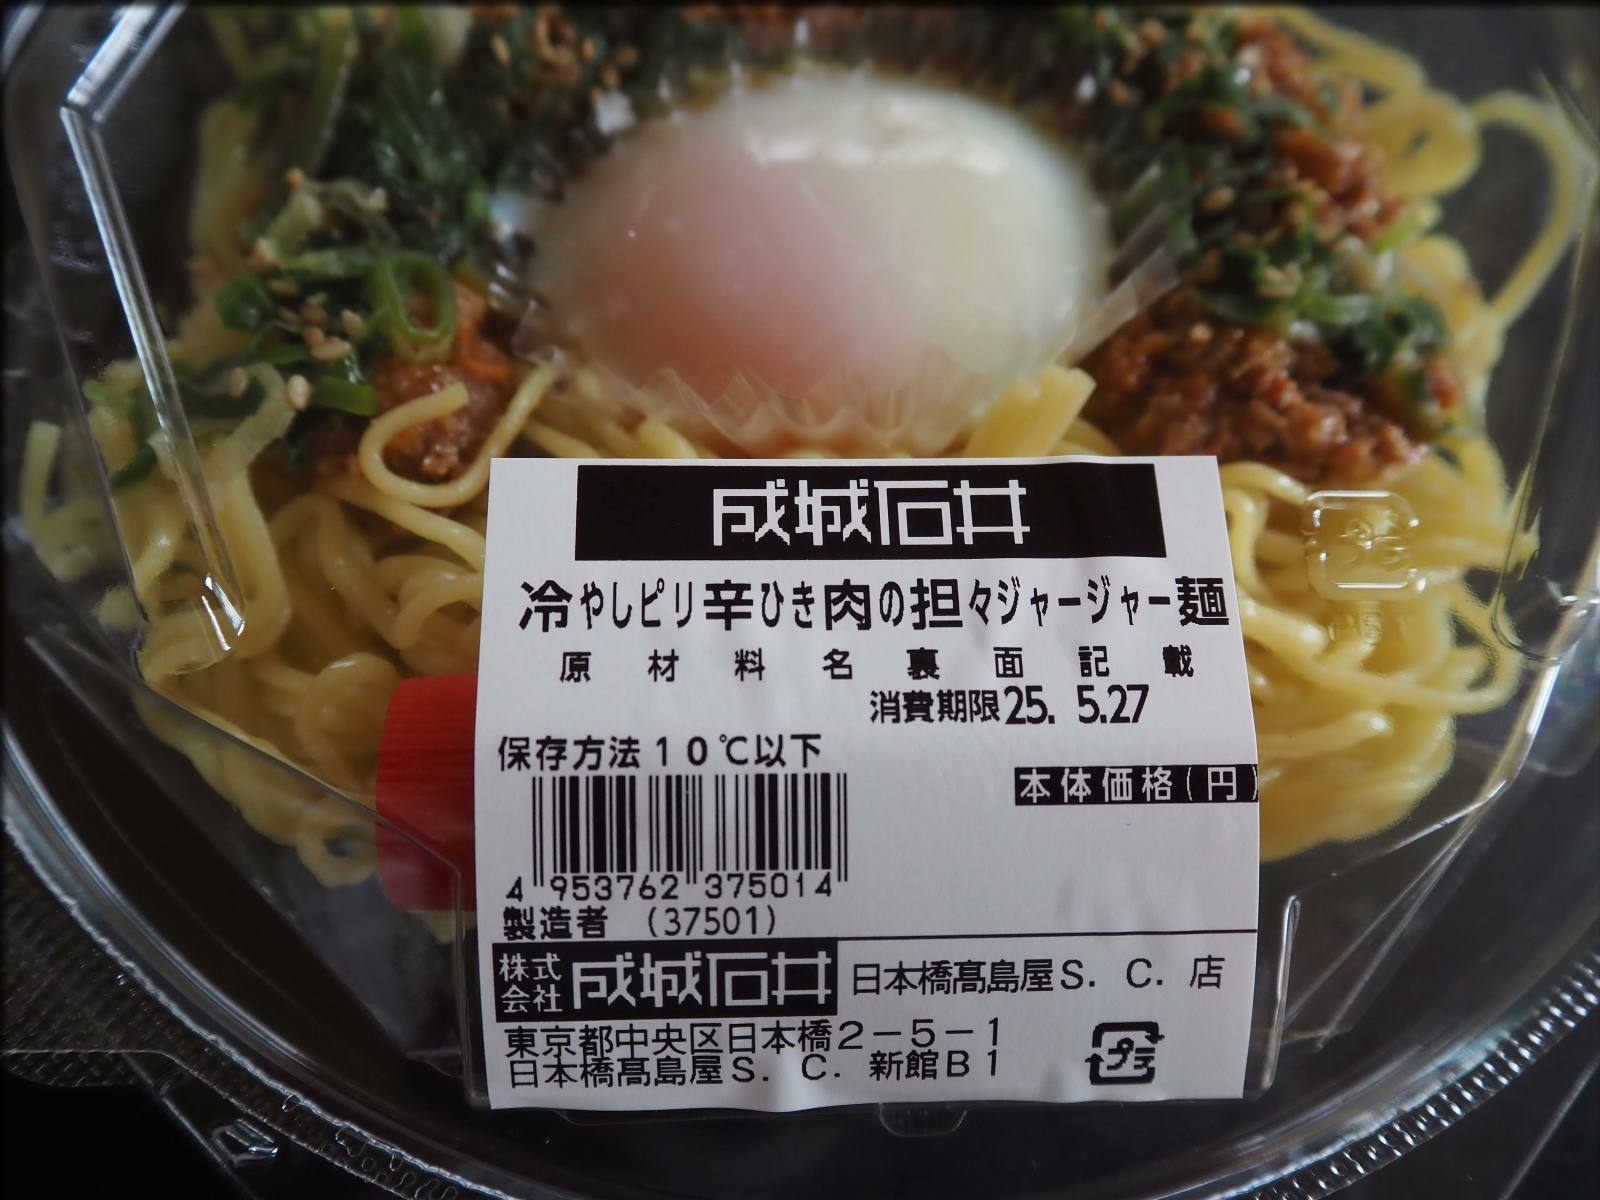 成城石井
冷やしピリ辛ひき肉の担々ジャージャー麺
原材料名裏面記載
消費期限25. 5.27
保存方法10℃以下
本体価格(円)
4 953762 375014
製造者 (37501)
株式会社 成城石井 日本橋髙島屋S. C. 店
東京都中央区日本橋2-5-1
日本橋髙島屋S. C. 新館B1
プラ